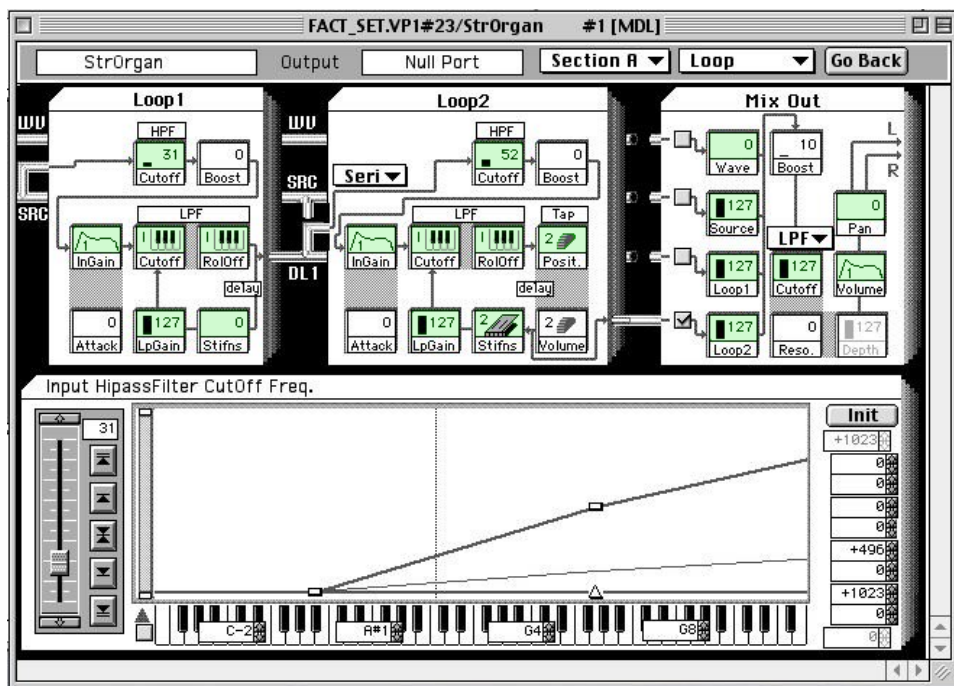 FACT_SET.VP1#23/StrOrgan #1 [MDL]
StrOrgan Output Null Port Section A Loop Go Back
Loop1
WV
HPF
31 0
Cutoff Boost
SRC
LPF
InGain Cutoff RolOff
delay
0 127 0
Attack LpGain Stifns
Loop2
WV
HPF
52 0
Cutoff Boost
Seri
SRC
LPF Tap
2
InGain Cutoff RolOff Posit.
DL1
delay
0 127 2 2
Attack LpGain Stifns Volume
Mix Out
L
R
0 10
Wave Boost
127 0
Source LPF Pan
127 127
Loop1 Cutoff Volume
127 0 127
Loop2 Reso. Depth
Input HipassFilter CutOff Freq.
31
Init
+1023
0
0
0
0
+496
0
+1023
0
0
C-2 A#1 G4 G8